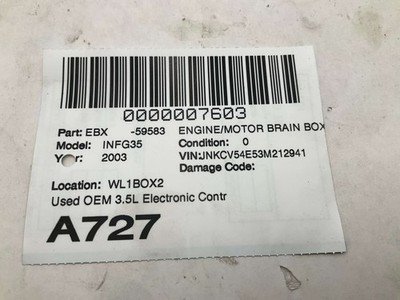 0000007603
Part: EBX -59583 ENGINE/MOTOR BRAIN BOX
Model: INFG35 Condition: 0
Year: 2003 VIN:JNKCV54E53M212941
Damage Code:
Location: WL1BOX2
Used OEM 3.5L Electronic Contr
A727